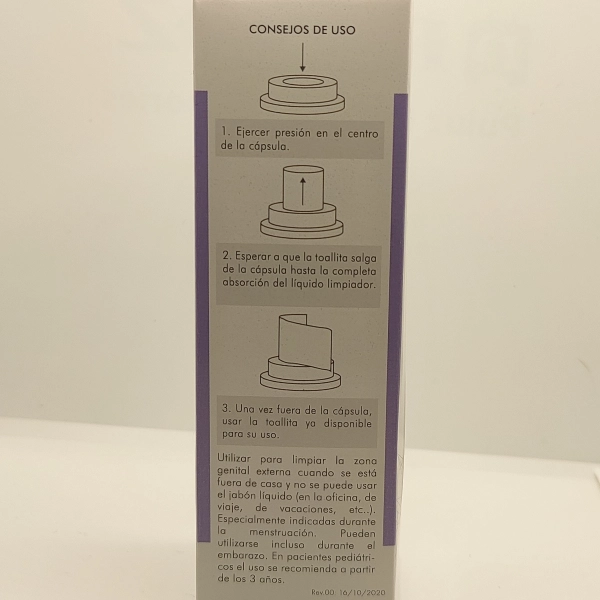 CONSEJOS DE USO
1. Ejercer presión en el centro
de la cápsula.
2. Esperar a que la toallita salga
de la cápsula hasta la completa
absorción del líquido limpiador.
3. Una vez fuera de la cápsula,
usar la toallita ya disponible
para su uso.
Utilizar para limpiar la zona
genital externa cuando se está
fuera de casa y no se puede usar
el jabón líquido (en la oficina, de
viaje, de vacaciones, etc..).
Especialmente indicadas durante
la menstruación. Pueden
utilizarse incluso durante el
embarazo. En pacientes pediátri-
cos el uso se recomienda a partir
de los 3 años.
Rev.00 16/10/2020